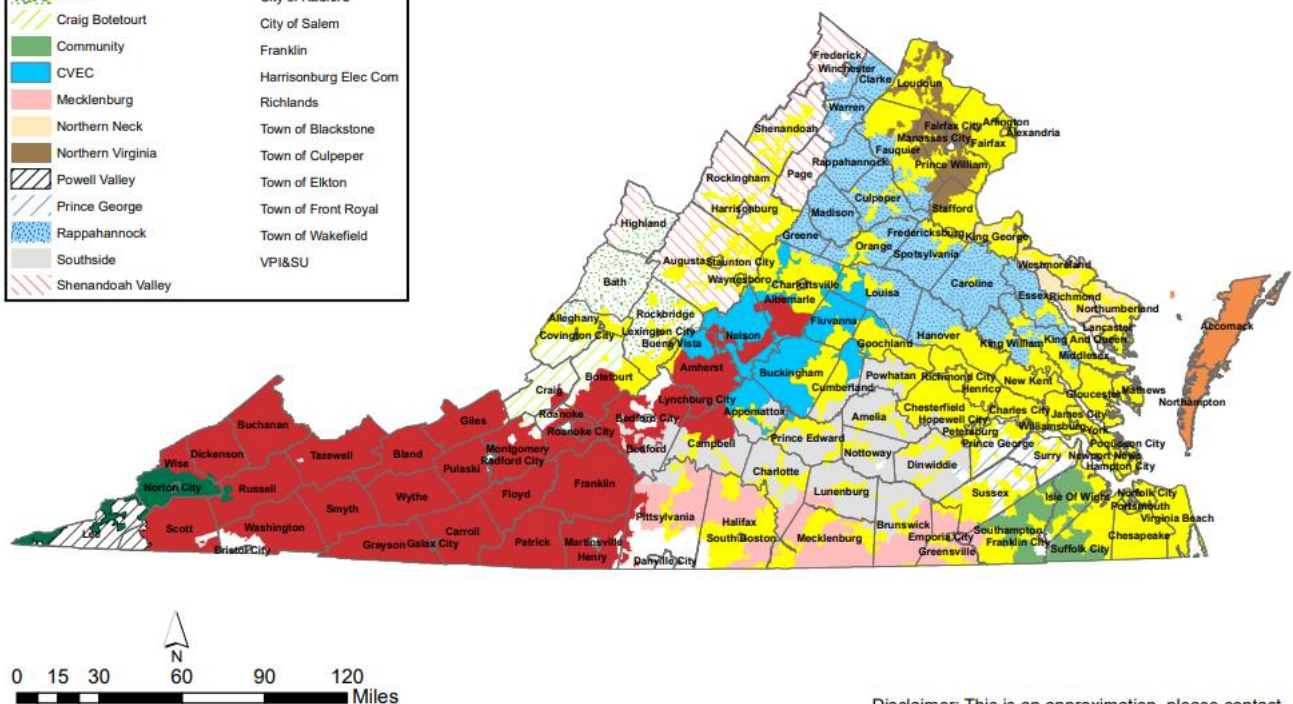 City of Radford
Craig Botetourt
City of Salem
Community
Franklin
CVEC
Harrisonburg Elec Com
Mecklenburg
Richlands
Northern Neck
Town of Blackstone
Northern Virginia
Town of Culpeper
Powell Valley
Town of Elkton
Prince George
Town of Front Royal
Rappahannock
Town of Wakefield
Southside
VPI&SU
Shenandoah Valley
Frederick
Winchester
Clarke
Loudoun
Warren
Shenandoah
Fairfax City
Arlington
Alexandria
Manassas City
Fairfax
Fauquier
Rappahannock
Prince William
Page
Rockingham
Culpeper
Harrisonburg
Madison
Stafford
Highland
Greene
Fredericksburg
King George
Orange
Spotsylvania
Augusta
Staunton City
Westmoreland
Waynesboro
Charlottsville
Bath
Caroline
Louisa
Essex
Richmond
Albemarle
Northumberland
Alleghany
Rockbridge
Fluvanna
Accomack
Covington City
Lexington City
Nelson
Hanover
Lancaster
Buena Vista
Goochland
King William
King And Queen
Middlesex
Amherst
Buckingham
Powhatan
Richmond City
Botetourt
New Kent
Henrico
Craig
Cumberland
Mathews
Gloucester
Lynchburg City
Northampton
Roanoke
Bedford City
Appomattox
Amelia
Chesterfield
Charles City
James City
Buchanan
Giles
Hopewell City
Roanoke City
Williamsburg
York
Petersburg
Prince Edward
Campbell
Prince George
Poquoson City
Montgomery
Bedford
Dickenson
Tazewell
Bland
Nottoway
Surry
Newport News
Radford City
Wise
Pulaski
Dinwiddie
Hampton City
Charlotte
Norton City
Russell
Franklin
Lunenburg
Sussex
Isle Of Wight
Norfolk City
Wythe
Floyd
Portsmouth
Smyth
Pittsylvania
Halifax
Virginia Beach
Scott
Washington
Brunswick
Southampton
Lee
Carroll
South Boston
Mecklenburg
Emporia City
Chesapeake
Grayson
Galax City
Patrick
Martinsville
Franklin City
Suffolk City
Bristol City
Henry
Greensville
Danville City
N
0 15 30 60 90 120
Miles
Disclaimer: This is an approximation, please contact